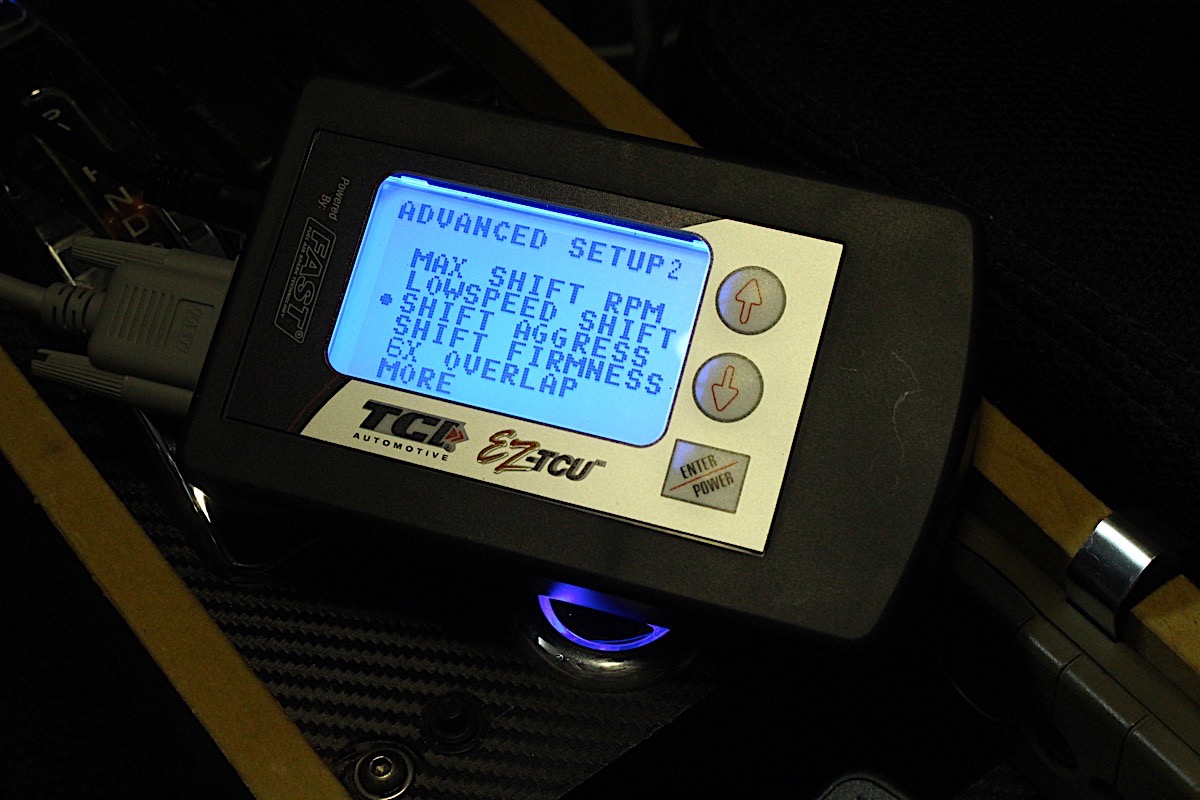 ADVANCED SETUP2
MAX SHIFT RPM
LOWSPEED SHIFT
SHIFT AGGRESS
SHIFT FIRMNESS
6X OVERLAP
MORE
Powered
By:
FAST
TCI
AUTOMOTIVE
EZ-TCU™
ENTER
POWER
N
D